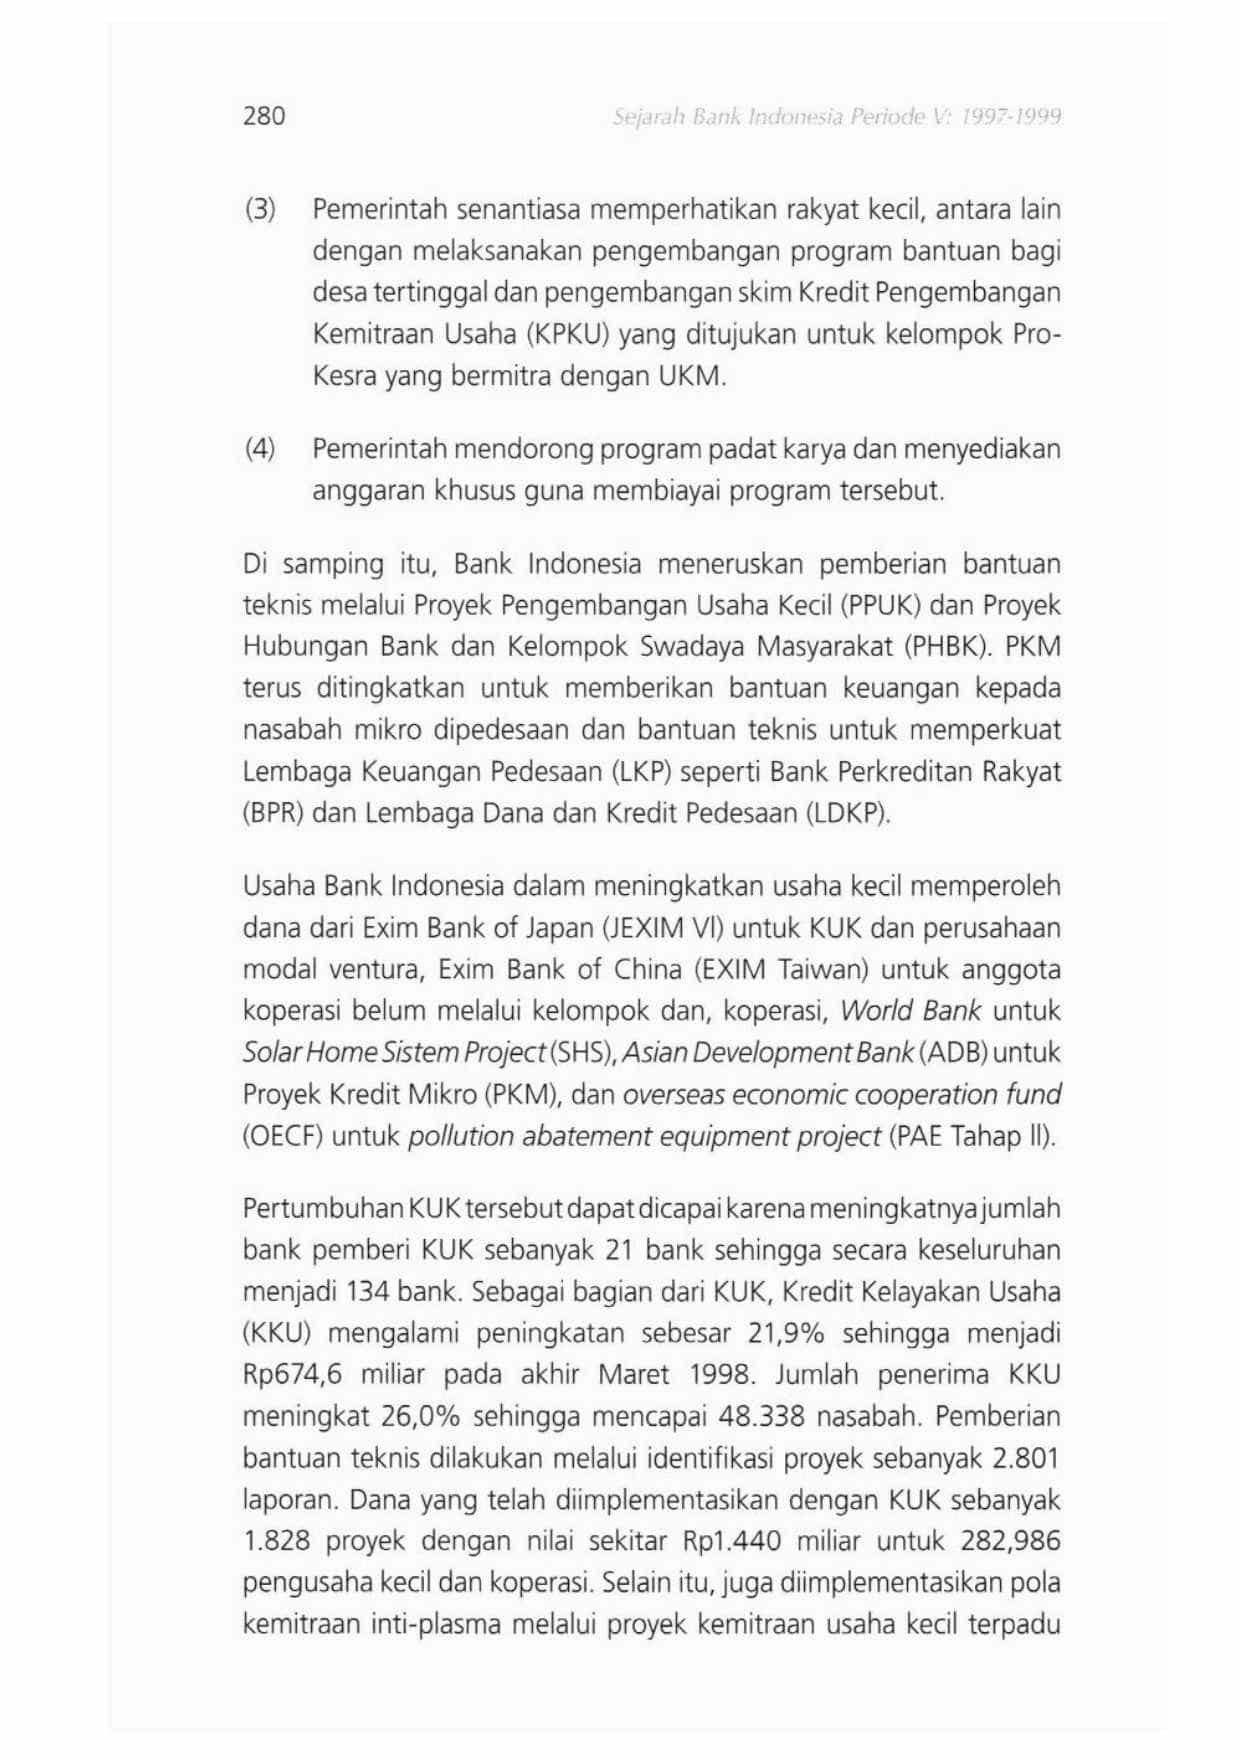 280
Sejarah Bank Indonesia Periode V: 1997-1999
(3) Pemerintah senantiasa memperhatikan rakyat kecil, antara lain
dengan melaksanakan pengembangan program bantuan bagi
desa tertinggal dan pengembangan skim Kredit Pengembangan
Kemitraan Usaha (KPKU) yang ditujukan untuk kelompok Pro-
Kesra yang bermitra dengan UKM.
(4) Pemerintah mendorong program padat karya dan menyediakan
anggaran khusus guna membiayai program tersebut.
Di samping itu, Bank Indonesia meneruskan pemberian bantuan
teknis melalui Proyek Pengembangan Usaha Kecil (PPUK) dan Proyek
Hubungan Bank dan Kelompok Swadaya Masyarakat (PHBK). PKM
terus ditingkatkan untuk memberikan bantuan keuangan kepada
nasabah mikro dipedesaan dan bantuan teknis untuk memperkuat
Lembaga Keuangan Pedesaan (LKP) seperti Bank Perkreditan Rakyat
(BPR) dan Lembaga Dana dan Kredit Pedesaan (LDKP).
Usaha Bank Indonesia dalam meningkatkan usaha kecil memperoleh
dana dari Exim Bank of Japan (JEXIM VI) untuk KUK dan perusahaan
modal ventura, Exim Bank of China (EXIM Taiwan) untuk anggota
koperasi belum melalui kelompok dan, koperasi, World Bank untuk
Solar Home Sistem Project (SHS), Asian Development Bank (ADB) untuk
Proyek Kredit Mikro (PKM), dan overseas economic cooperation fund
(OECF) untuk pollution abatement equipment project (PAE Tahap II).
Pertumbuhan KUK tersebut dapat dicapai karena meningkatnya jumlah
bank pemberi KUK sebanyak 21 bank sehingga secara keseluruhan
menjadi 134 bank. Sebagai bagian dari KUK, Kredit Kelayakan Usaha
(KKU) mengalami peningkatan sebesar 21,9% sehingga menjadi
Rp674,6 miliar pada akhir Maret 1998. Jumlah penerima KKU
meningkat 26,0% sehingga mencapai 48.338 nasabah. Pemberian
bantuan teknis dilakukan melalui identifikasi proyek sebanyak 2.801
laporan. Dana yang telah diimplementasikan dengan KUK sebanyak
1.828 proyek dengan nilai sekitar Rp1.440 miliar untuk 282,986
pengusaha kecil dan koperasi. Selain itu, juga diimplementasikan pola
kemitraan inti-plasma melalui proyek kemitraan usaha kecil terpadu